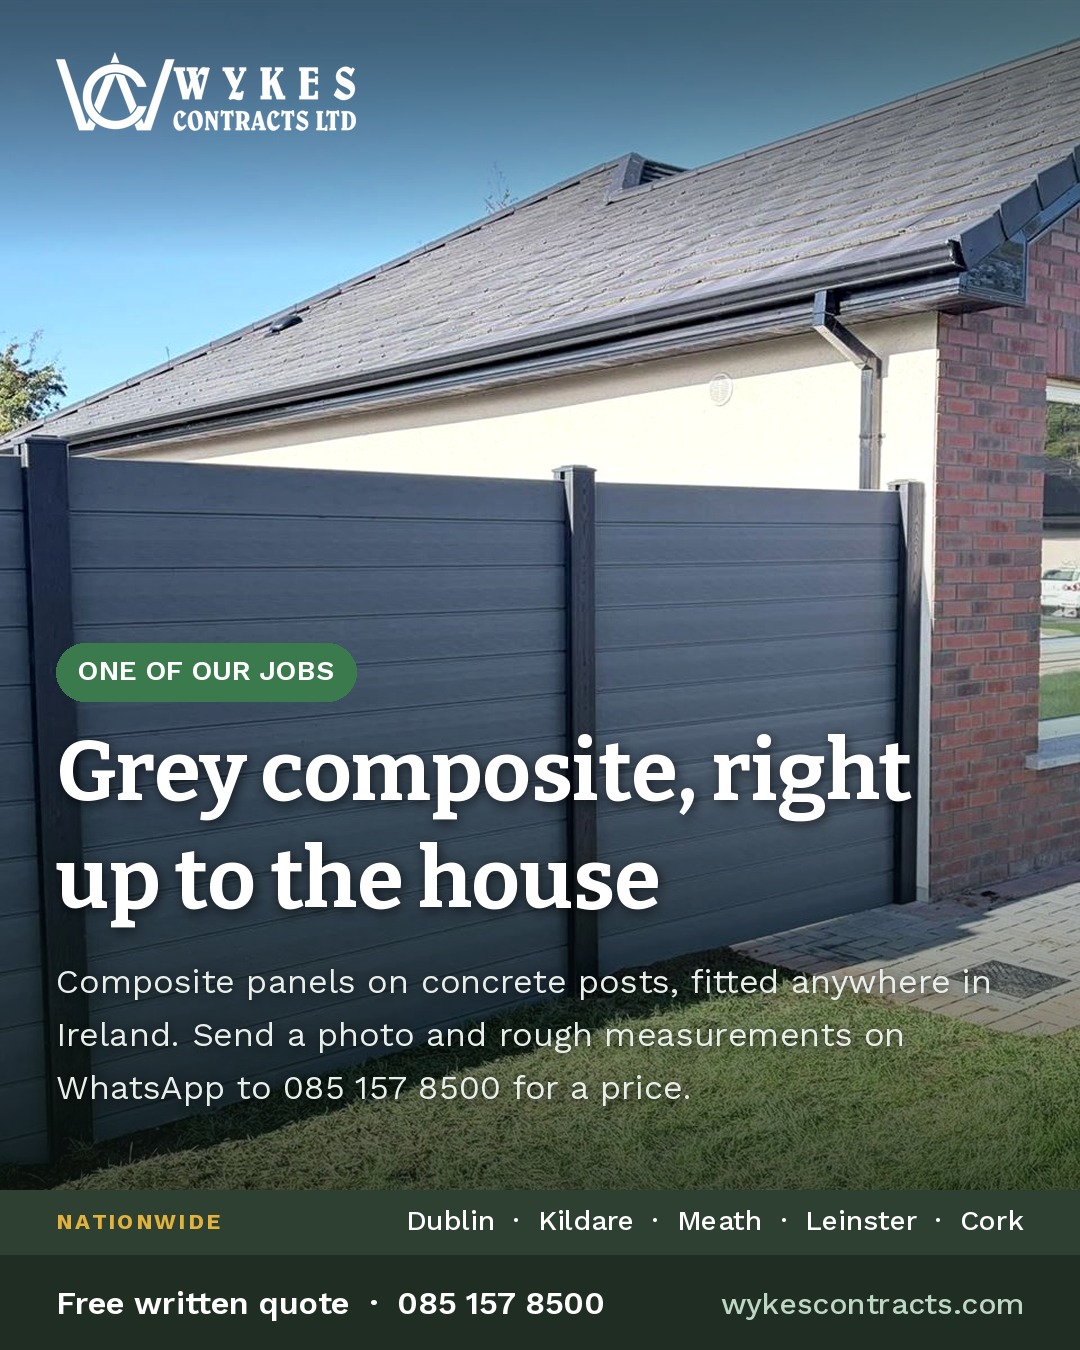 WYKES
CONTRACTS LTD
ONE OF OUR JOBS
Grey composite, right
up to the house
Composite panels on concrete posts, fitted anywhere in
Ireland. Send a photo and rough measurements on
WhatsApp to 085 157 8500 for a price.
NATIONWIDE Dublin · Kildare · Meath · Leinster · Cork
Free written quote · 085 157 8500 wykescontracts.com